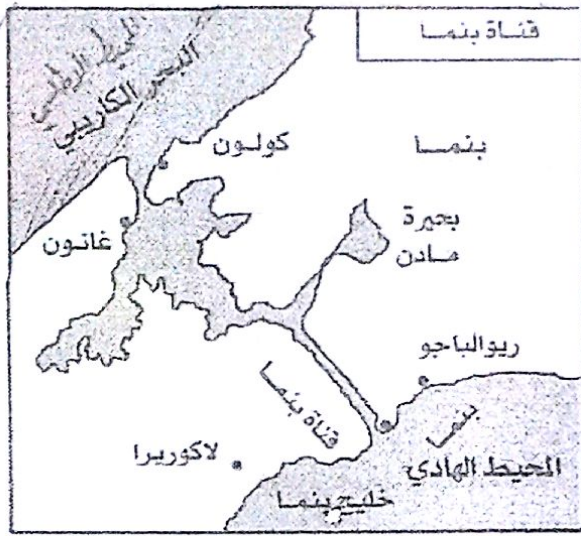 قناة بنما
المحيط الأطلسي
البحر الكاريبي
كولون
بنما
غاتون
بحيرة
مادن
ريوالباجو
قناة بنما
بنما
لاكوريرا
المحيط الهادي
خليج بنما